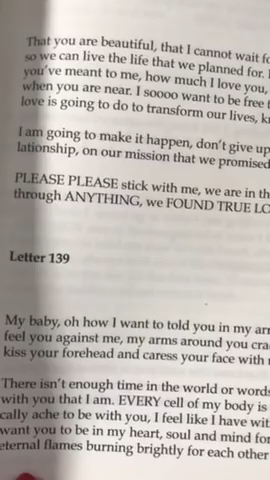 That you are beautiful, that I cannot wait fo
so we can live the life that we planned for.
you've meant to me, how much I love you,
when you are near. I soooo want to be free
love is going to do to transform our lives, k
I am going to make it happen, don't give up
lationship, on our mission that we promised
PLEASE PLEASE stick with me, we are in th
through ANYTHING, we FOUND TRUE LO
Letter 139
My baby, oh how I want to told you in my ar
feel you against me, my arms around you cra
kiss your forehead and caress your face with
There isn't enough time in the world or words
with you that I am. EVERY cell of my body is
cally ache to be with you, I feel like I have wit
want you to be in my heart, soul and mind for
eternal flames burning brightly for each other